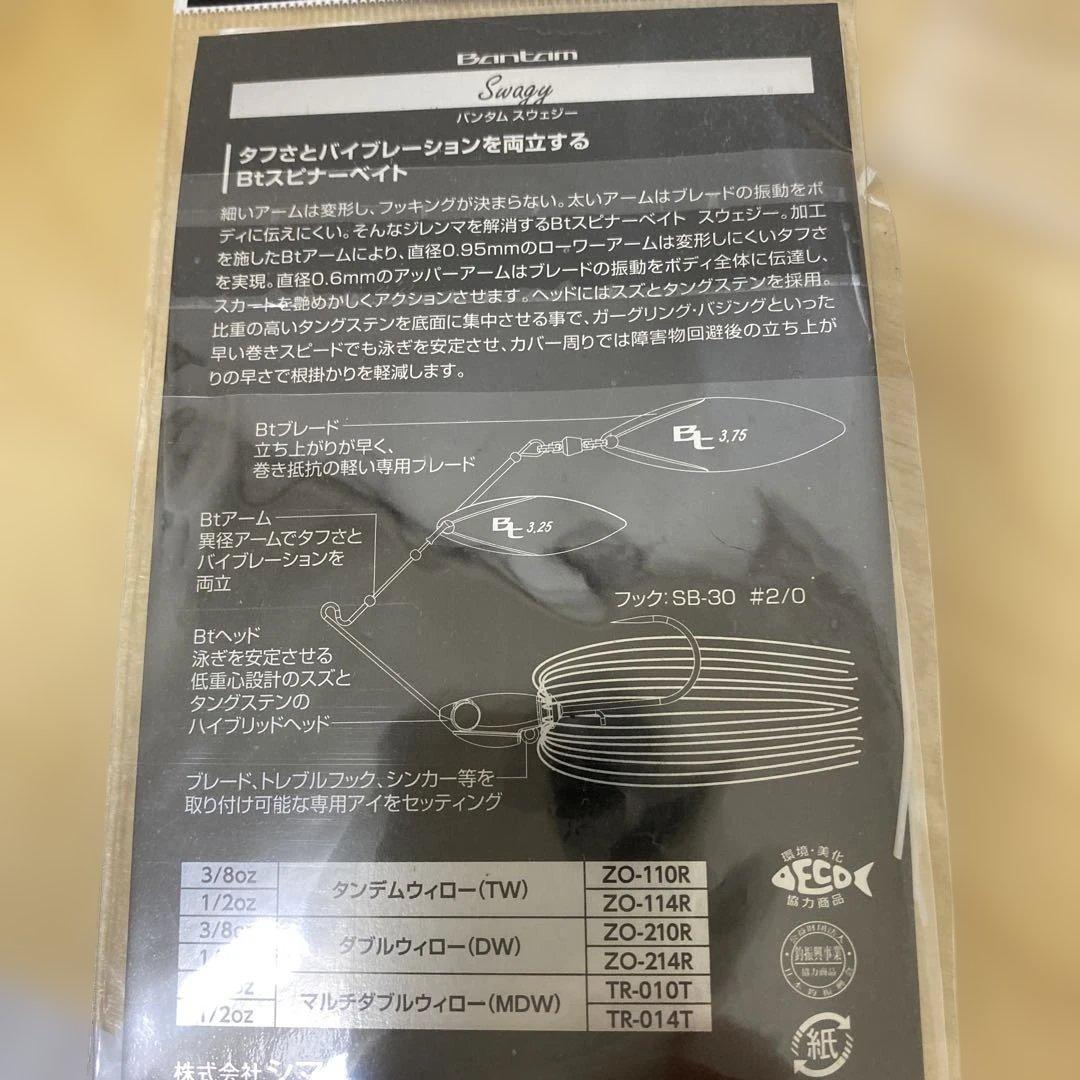 Bantam
Swagy
バンタム スウェジー
タフさとバイブレーションを両立する
Btスピナーベイト
細いアームは変形し、フッキングが決まらない。太いアームはブレードの振動をボ
ディに伝えにくい。そんなジレンマを解消するBtスピナーベイト スウェジー。加工
を施したBtアームにより、直径0.95mmのローワーアームは変形しにくいタフさ
を実現。直径0.6mmのアッパーアームはブレードの振動をボディ全体に伝達し、
スカートを艶めかしくアクションさせます。ヘッドにはスズとタングステンを採用。
比重の高いタングステンを底面に集中させる事で、ガーグリング・バジングといった
早い巻きスピードでも泳ぎを安定させ、カバー周りでは障害物回避後の立ち上が
りの早さで根掛かりを軽減します。
Btブレード
立ち上がりが早く、
巻き抵抗の軽い専用ブレード
Bt 3.75
Bt 3.25
Btアーム
異径アームでタフさと
バイブレーションを
両立
フック:SB-30 #2/0
Btヘッド
泳ぎを安定させる
低重心設計のスズと
タングステンの
ハイブリッドヘッド
ブレード、トレブルフック、シンカー等を
取り付け可能な専用アイをセッティング
3/8oz タンデムウィロー(TW) ZO-110R
1/2oz ZO-114R
3/8oz ダブルウィロー(DW) ZO-210R
ZO-214R
マルチダブルウィロー(MDW) TR-010T
1/2oz TR-014T
環境・美化
ECO
協力商品
公益財団法人
釣振興事業
協力商品
紙
株式会社シマ